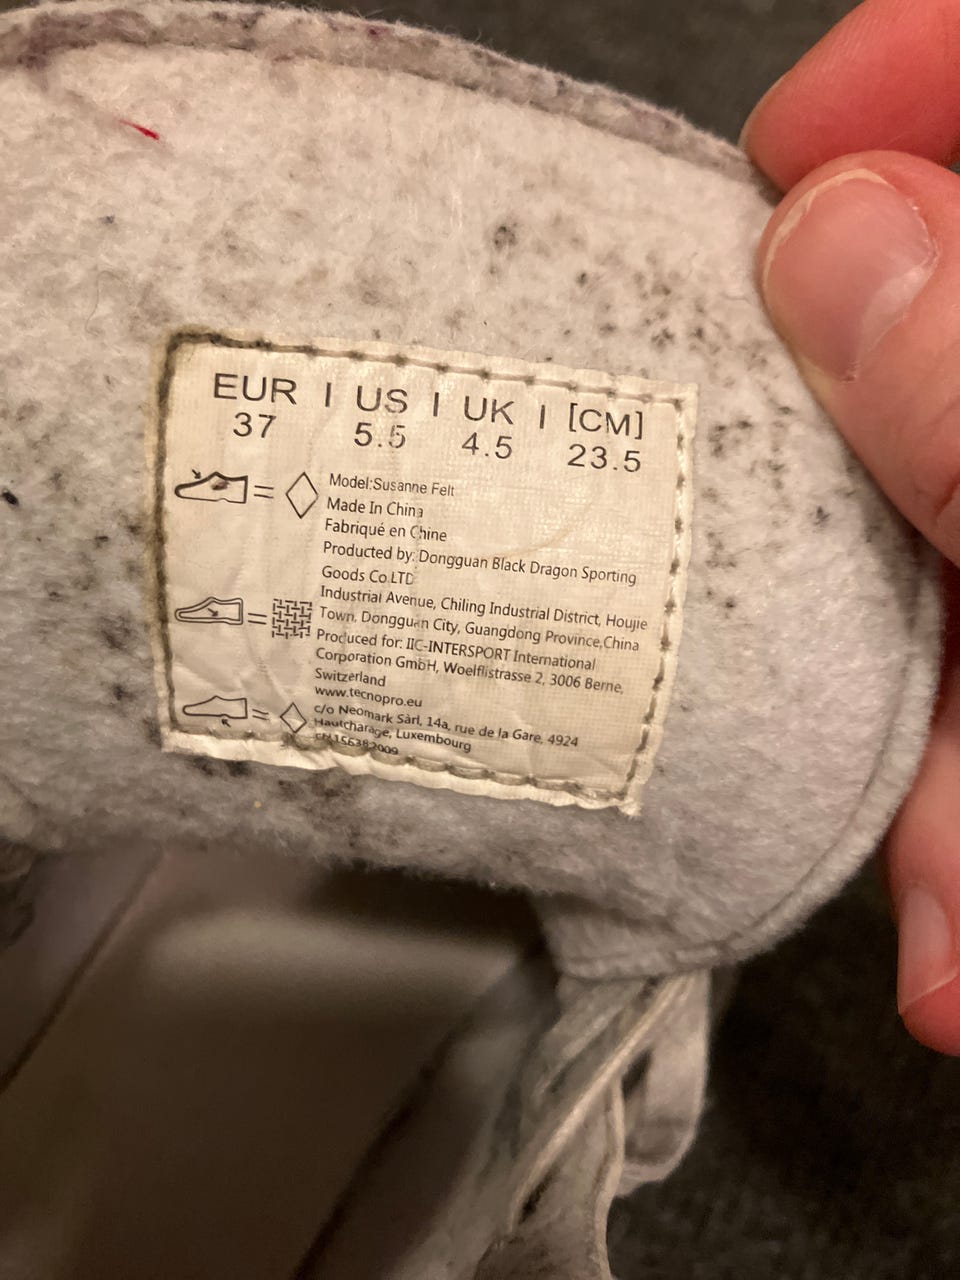 EUR | US | UK | [CM]
37 5.5 4.5 23.5
Model:Susanne Felt
Made In China
Fabriqué en Chine
Producted by: Dongguan Black Dragon Sporting
Goods Co.LTD
Industrial Avenue, Chiling Industrial District, Houjie
Town, Dongguan City, Guangdong Province,China
Produced for: IIC-INTERSPORT International
Corporation GmbH, Woelflistrasse 2, 3006 Berne,
Switzerland
www.tecnopro.eu
c/o Neomark Sàrl, 14a, rue de la Gare, 4924
Hautcharage, Luxembourg